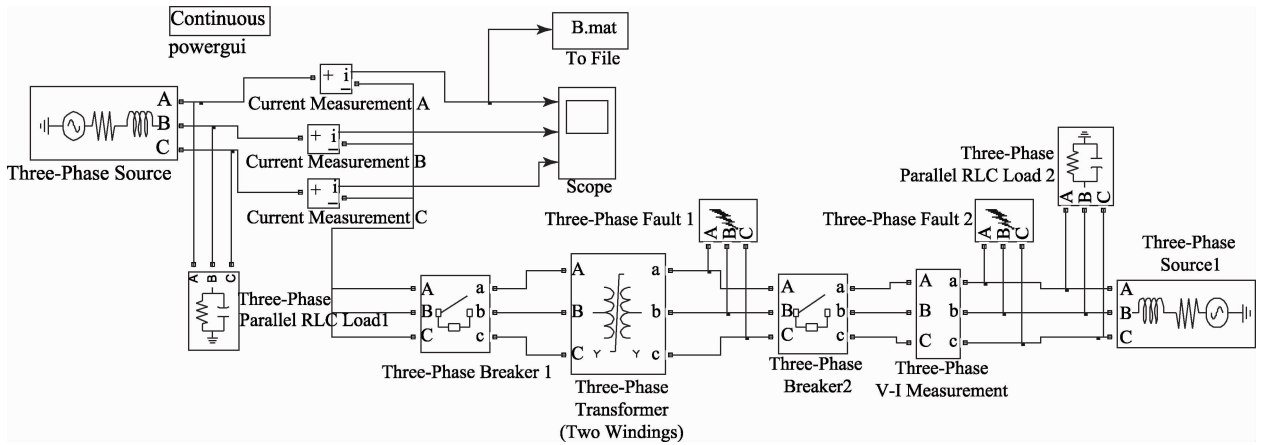 Continuous
powergui
B.mat
To File
A
B
C
Three-Phase Source
+ i
-
Current Measurement A
+ i
-
Current Measurement B
+ i
-
Current Measurement C
Scope
A B C
Three-Phase
Parallel RLC Load1
A
B
C
a
b
c
Three-Phase Breaker 1
A
B
C
a
b
c
Y Y
Three-Phase
Transformer
(Two Windings)
Three-Phase Fault 1
A B C
A
B
C
a
b
c
Three-Phase
Breaker2
A
B
C
a
b
c
Three-Phase
V-I Measurement
Three-Phase Fault 2
A B C
Three-Phase
Parallel RLC Load 2
A B C
Three-Phase
Source1
A
B
C